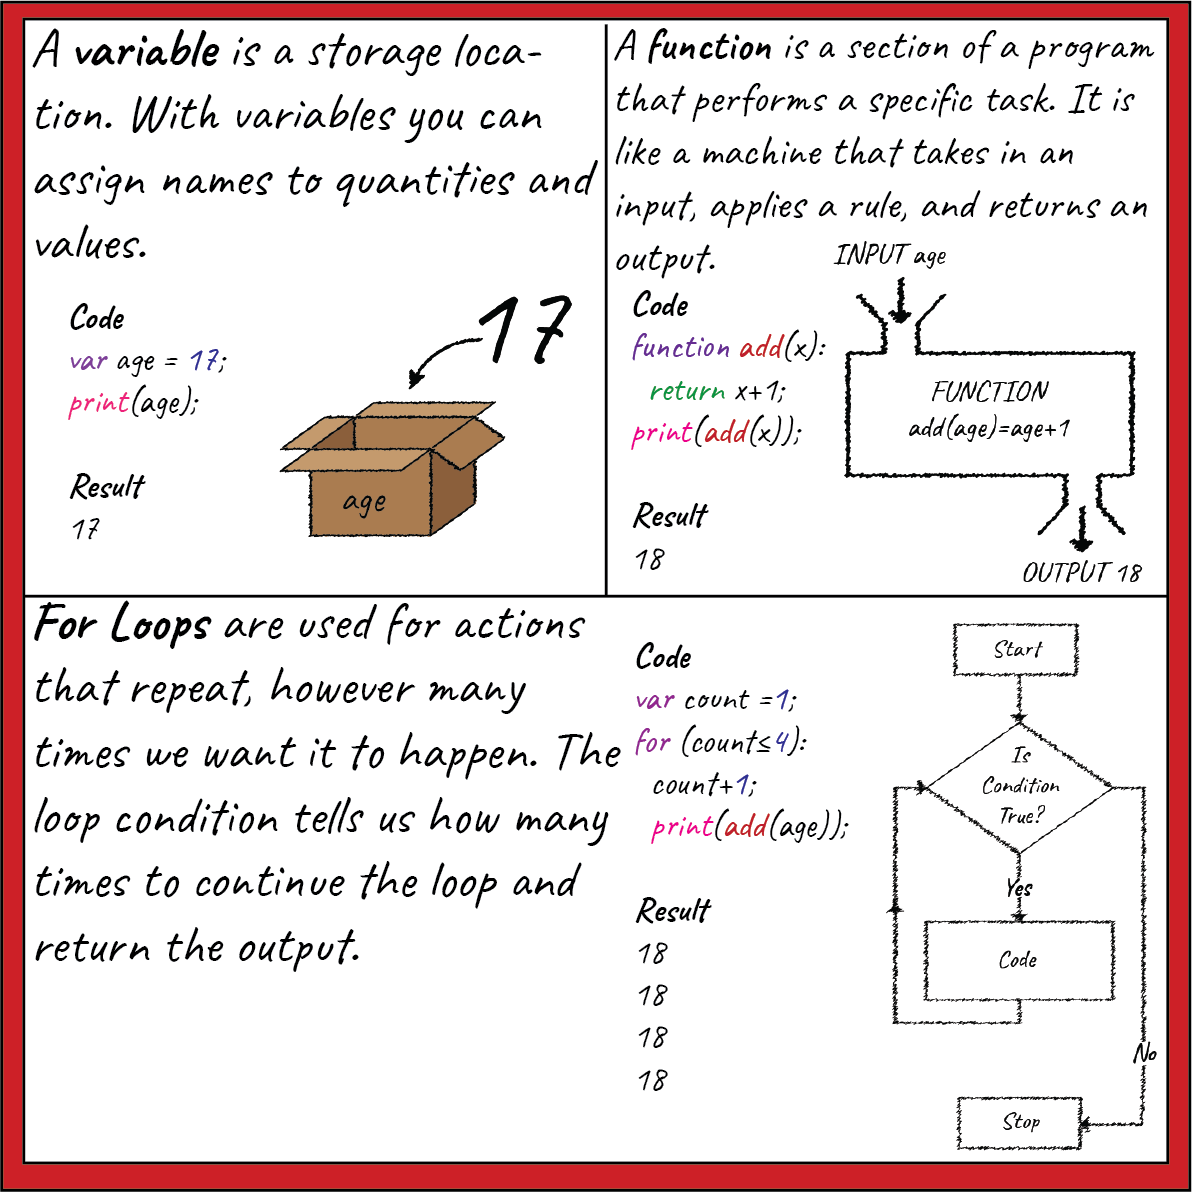 A variable is a storage loca-
tion. With variables you can
assign names to quantities and
values.
Code
var age = 17;
print(age);
Result
17
17
age
A function is a section of a program
that performs a specific task. It is
like a machine that takes in an
input, applies a rule, and returns an
output.
INPUT age
Code
function add(x):
return x+1;
print(add(x));
Result
18
FUNCTION
add(age)=age+1
OUTPUT 18
For Loops are used for actions
that repeat, however many
times we want it to happen. The
loop condition tells us how many
times to continue the loop and
return the output.
Code
var count =1;
for (count≤4):
count+1;
print(add(age));
Result
18
18
18
18
Start
Is
Condition
True?
Yes
Code
No
Stop